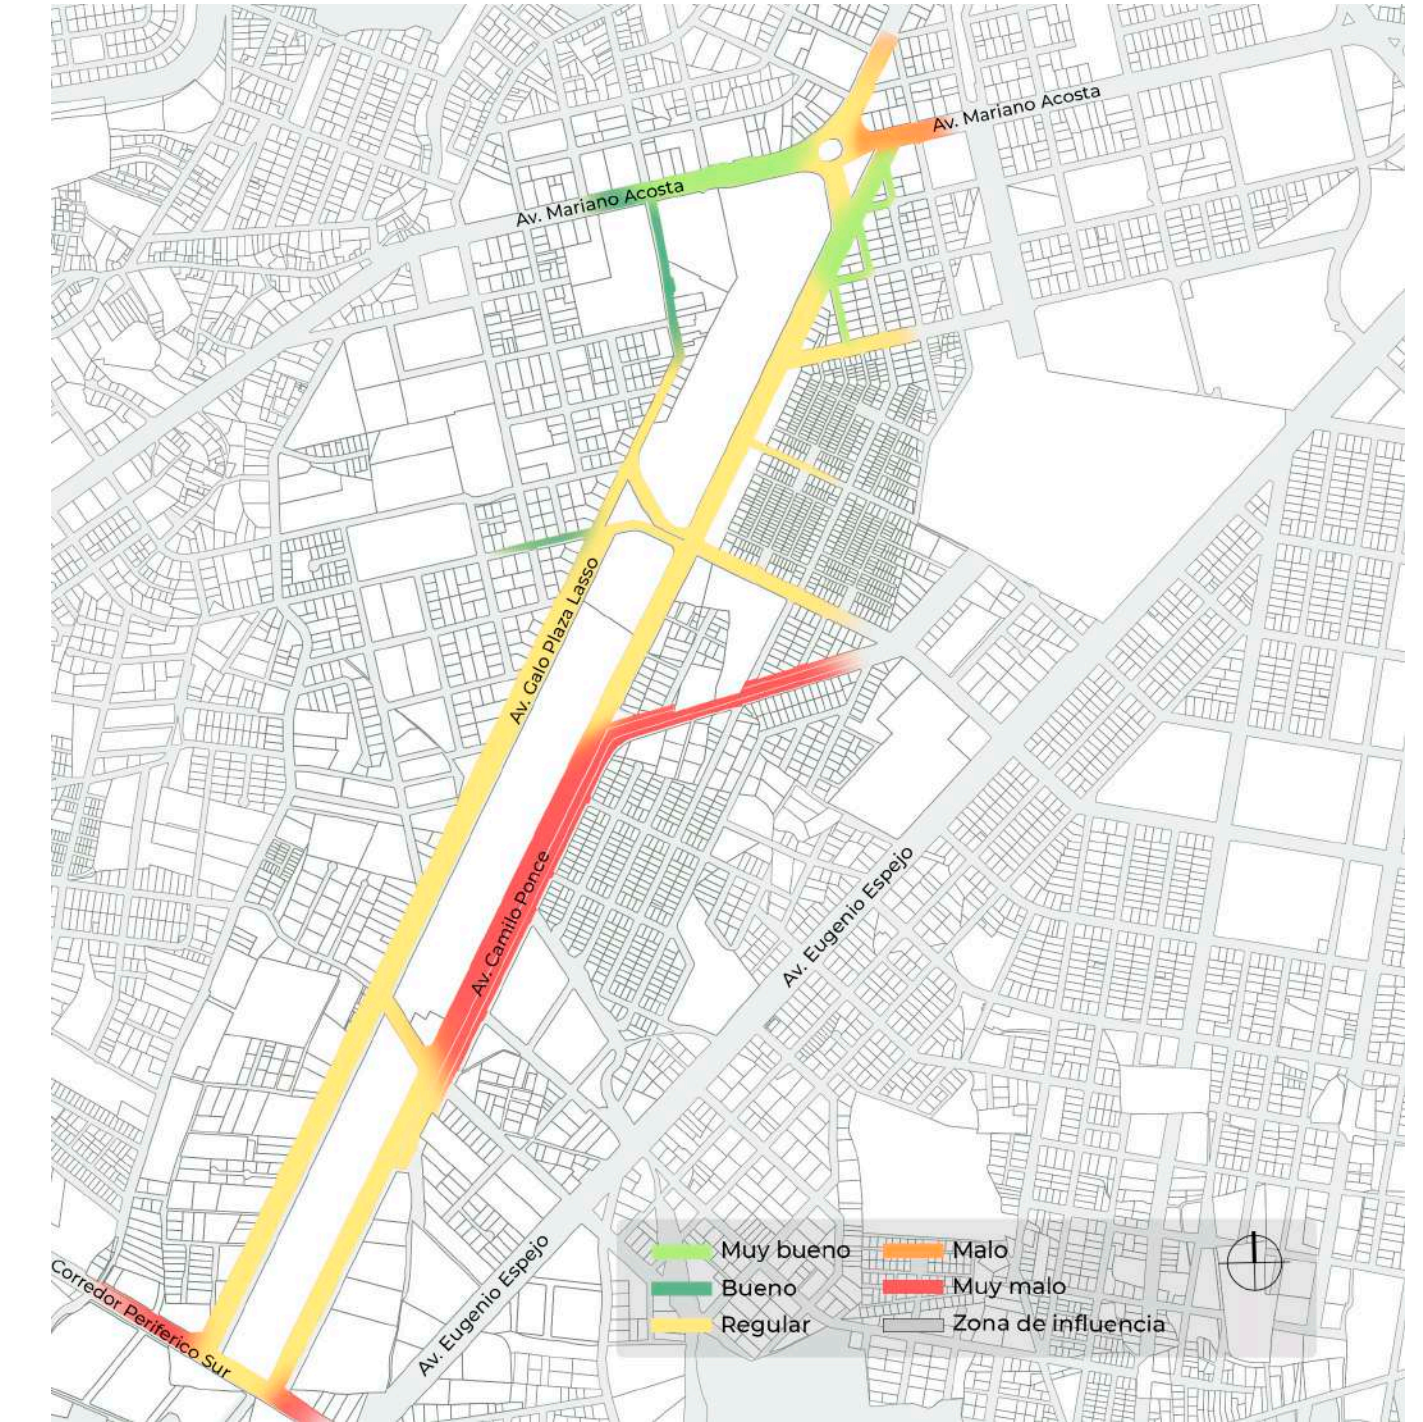 Av. Mariano Acosta
Av. Mariano Acosta
Av. Galo Plaza Lasso
Av. Camilo Ponce
Av. Eugenio Espejo
Av. Eugenio Espejo
Corredor Periferico Sur
Muy bueno
Bueno
Regular
Malo
Muy malo
Zona de influencia